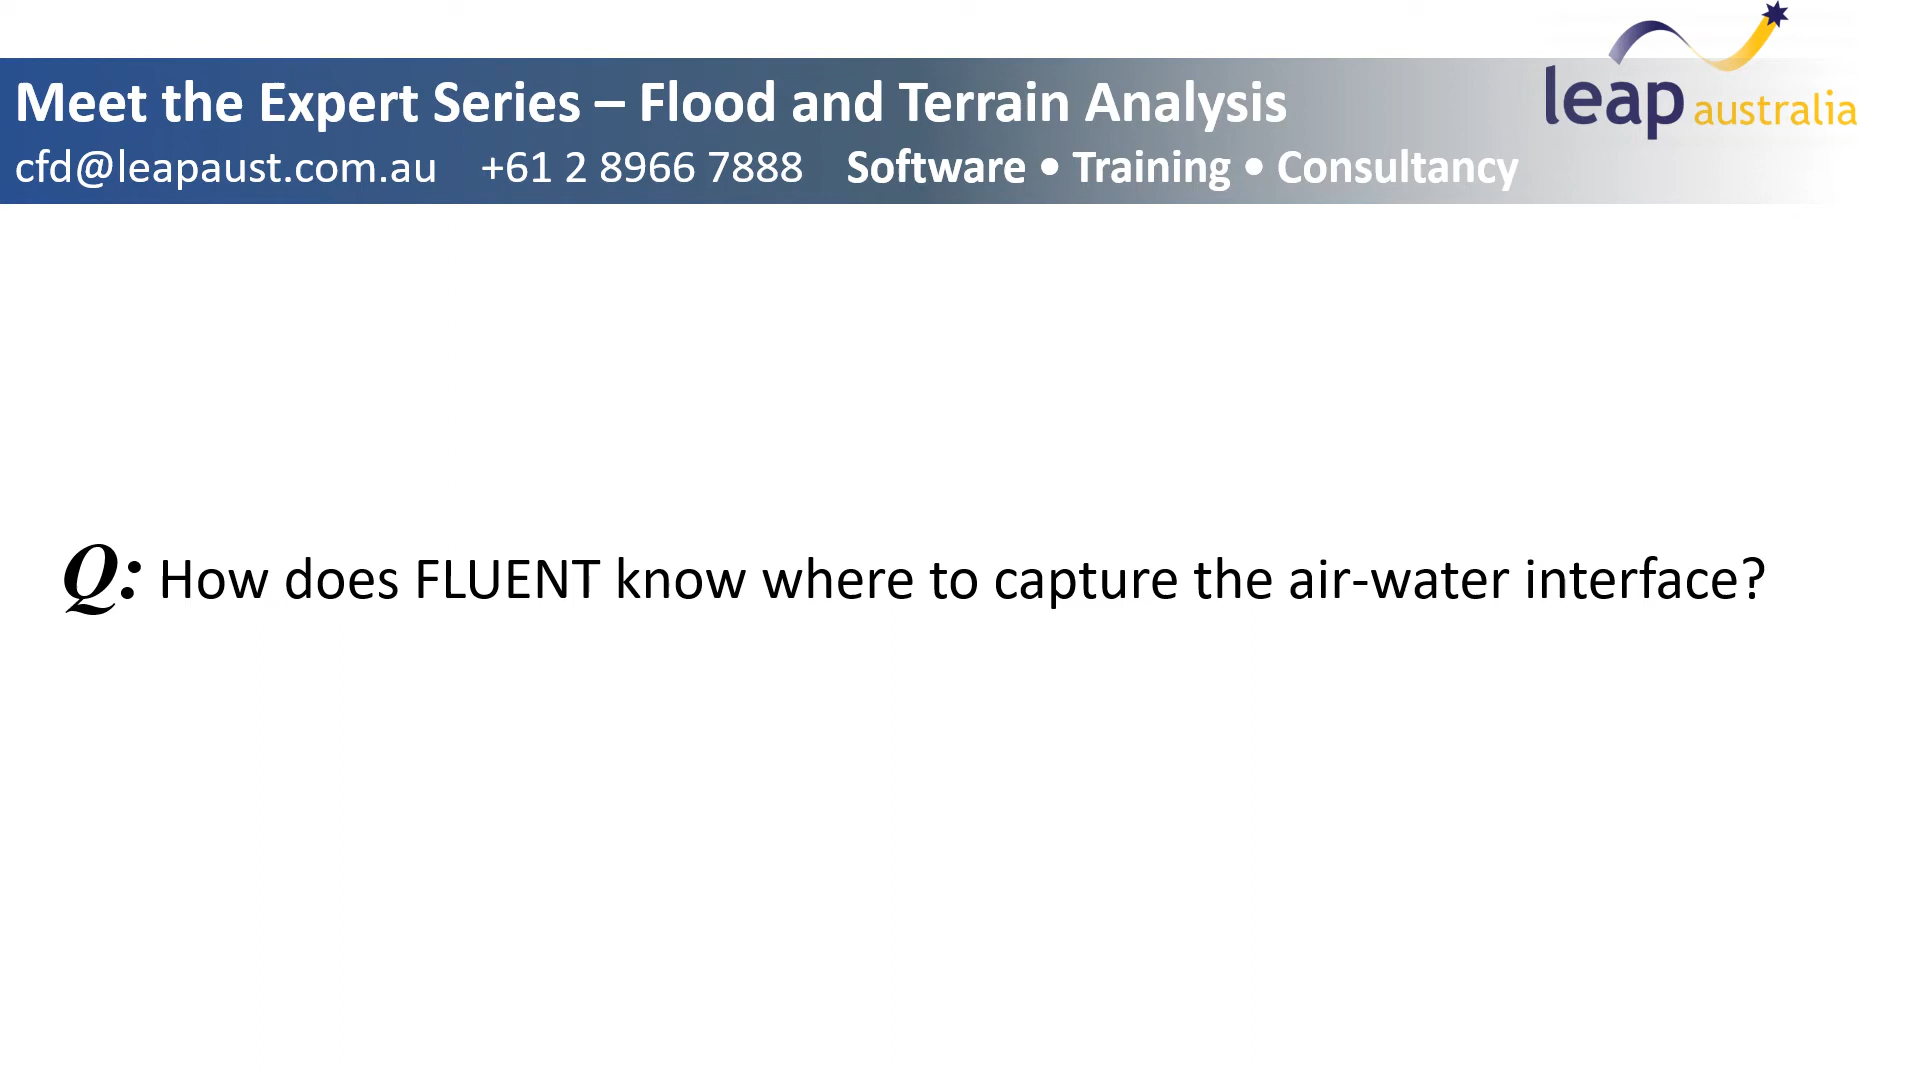 Meet the Expert Series – Flood and Terrain Analysis
cfd@leapaust.com.au +61 2 8966 7888 Software • Training • Consultancy
leap australia
Q: How does FLUENT know where to capture the air-water interface?